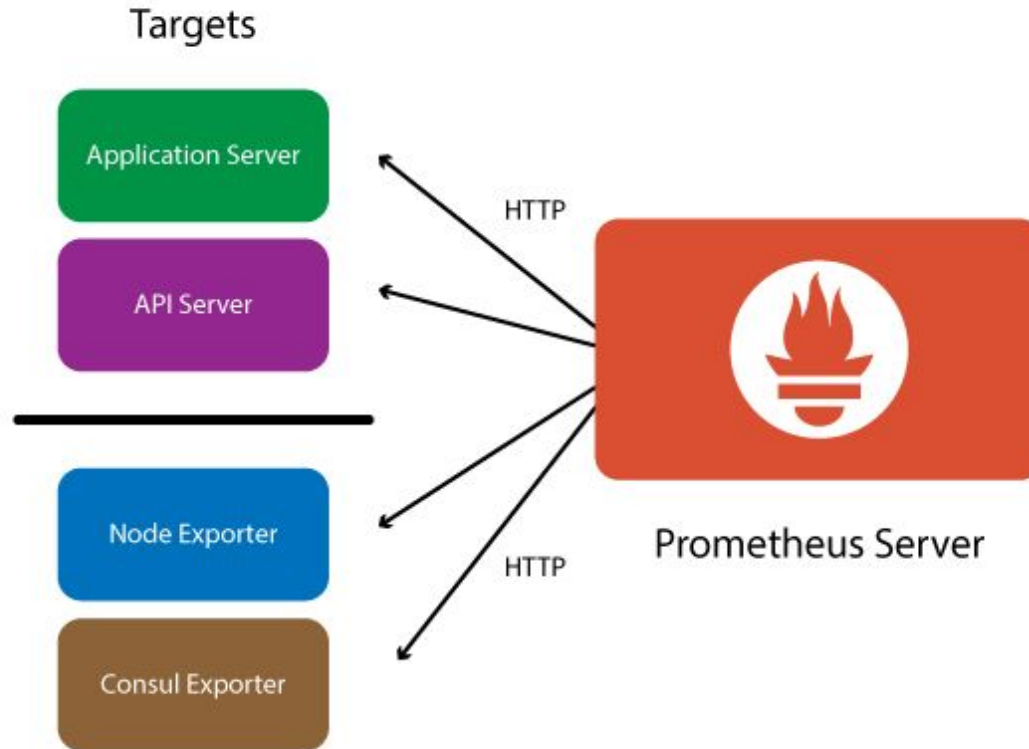 Targets
Application Server
HTTP
API Server
Node Exporter
Prometheus Server
HTTP
Consul Exporter